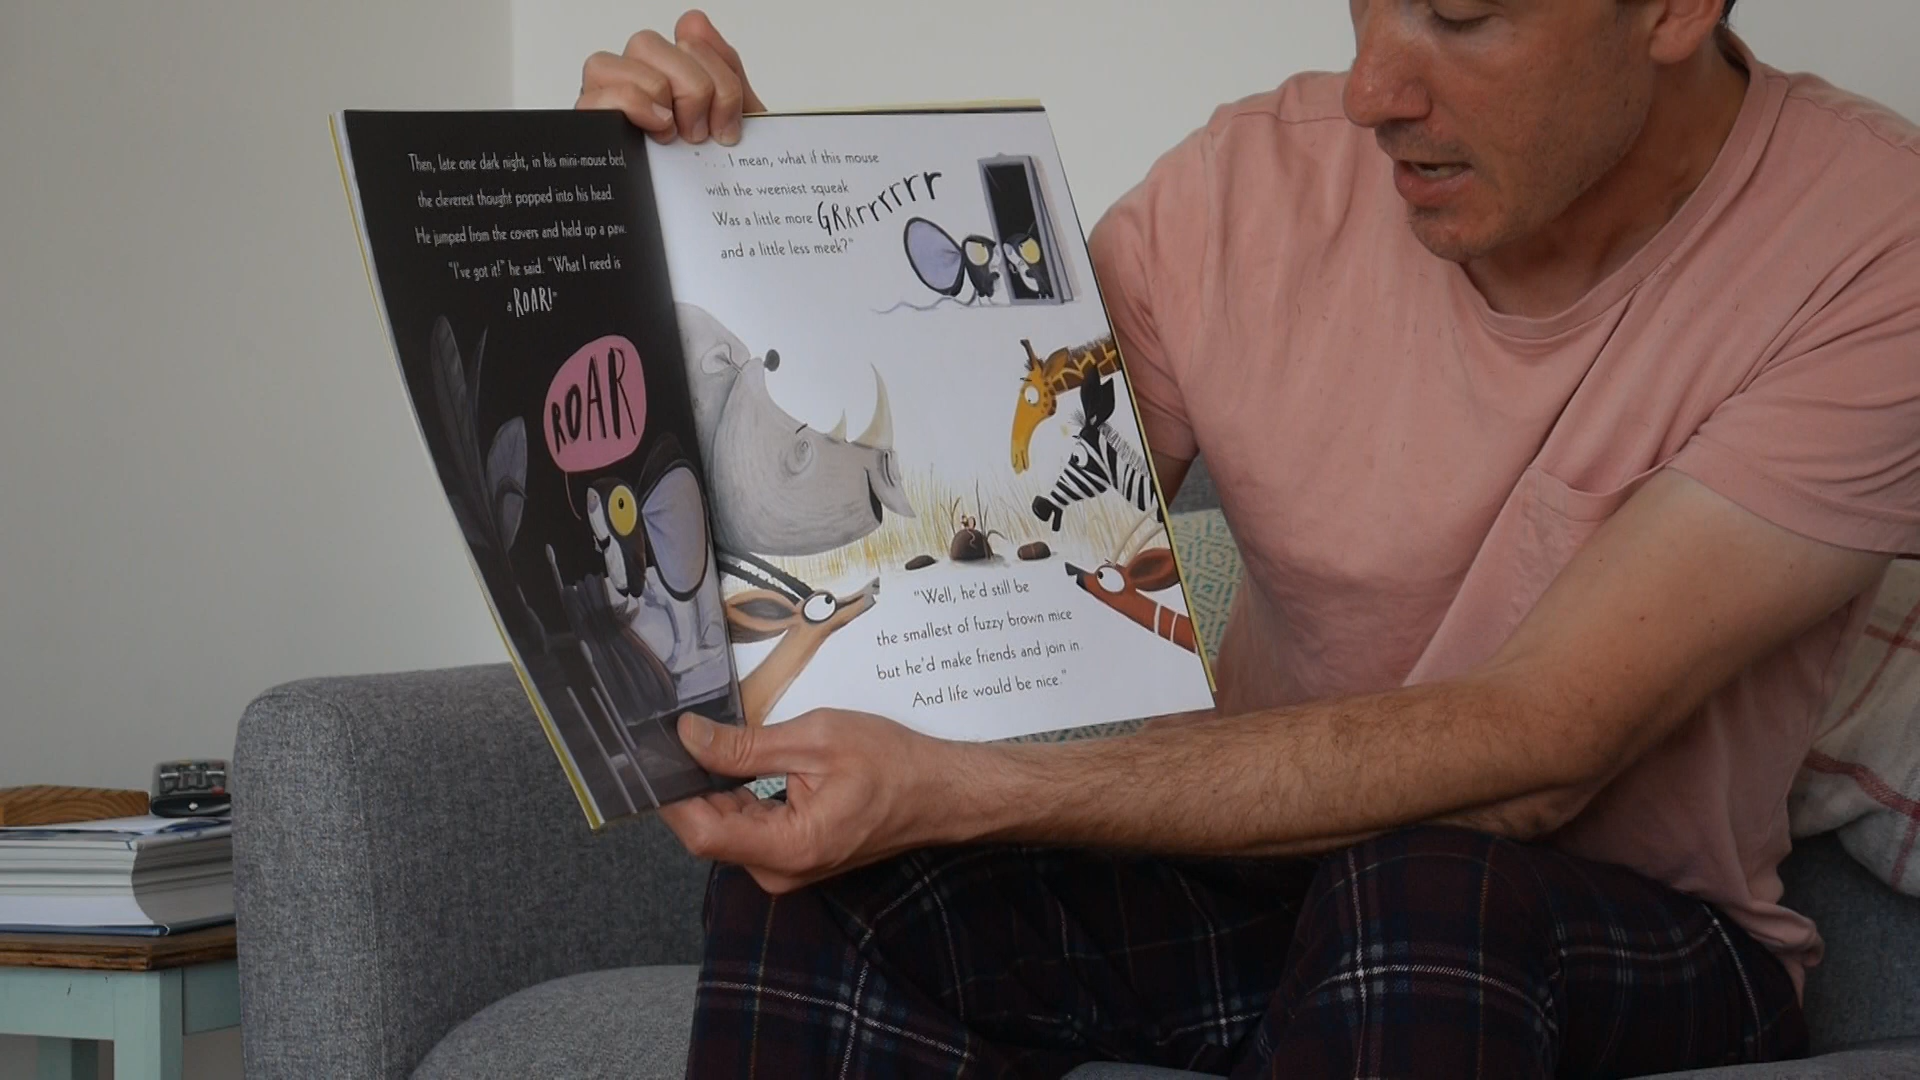 Then, late one dark night, in his mini-mouse bed,
the cleverest thought popped into his head.
He jumped from the covers and held up a paw.
"I've got it!" he said. "What I need is
a ROAR!"
ROAR
". . . I mean, what if this mouse
with the weeniest squeak
Was a little more GRRrrrrrr
and a little less meek?"
"Well, he'd still be
the smallest of fuzzy brown mice
but he'd make friends and join in.
And life would be nice."